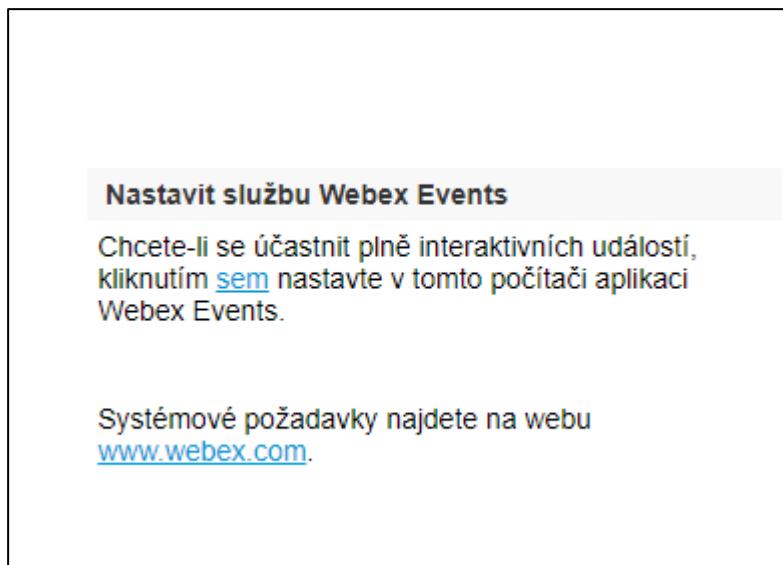 Nastavit službu Webex Events
Chcete-li se účastnit plně interaktivních událostí,
kliknutím sem nastavte v tomto počítači aplikaci
Webex Events.
Systémové požadavky najdete na webu
www.webex.com.